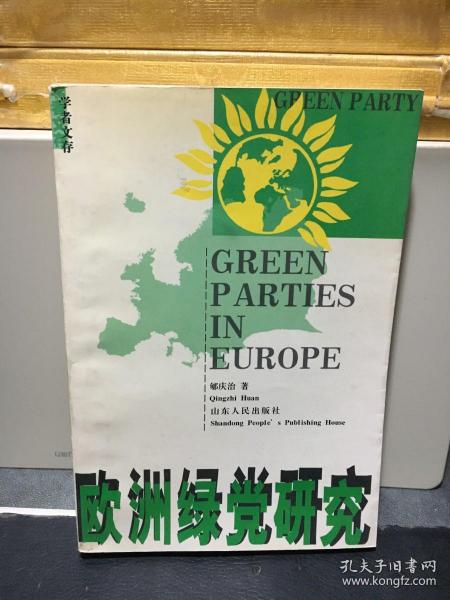 学者文存
GREEN PARTY
GREEN
PARTIES
IN
EUROPE
郇庆治 著
Qingzhi Huan
山东人民出版社
Shandong People's Publishing House
欧洲绿党研究
孔夫子旧书网
www.kongfz.com